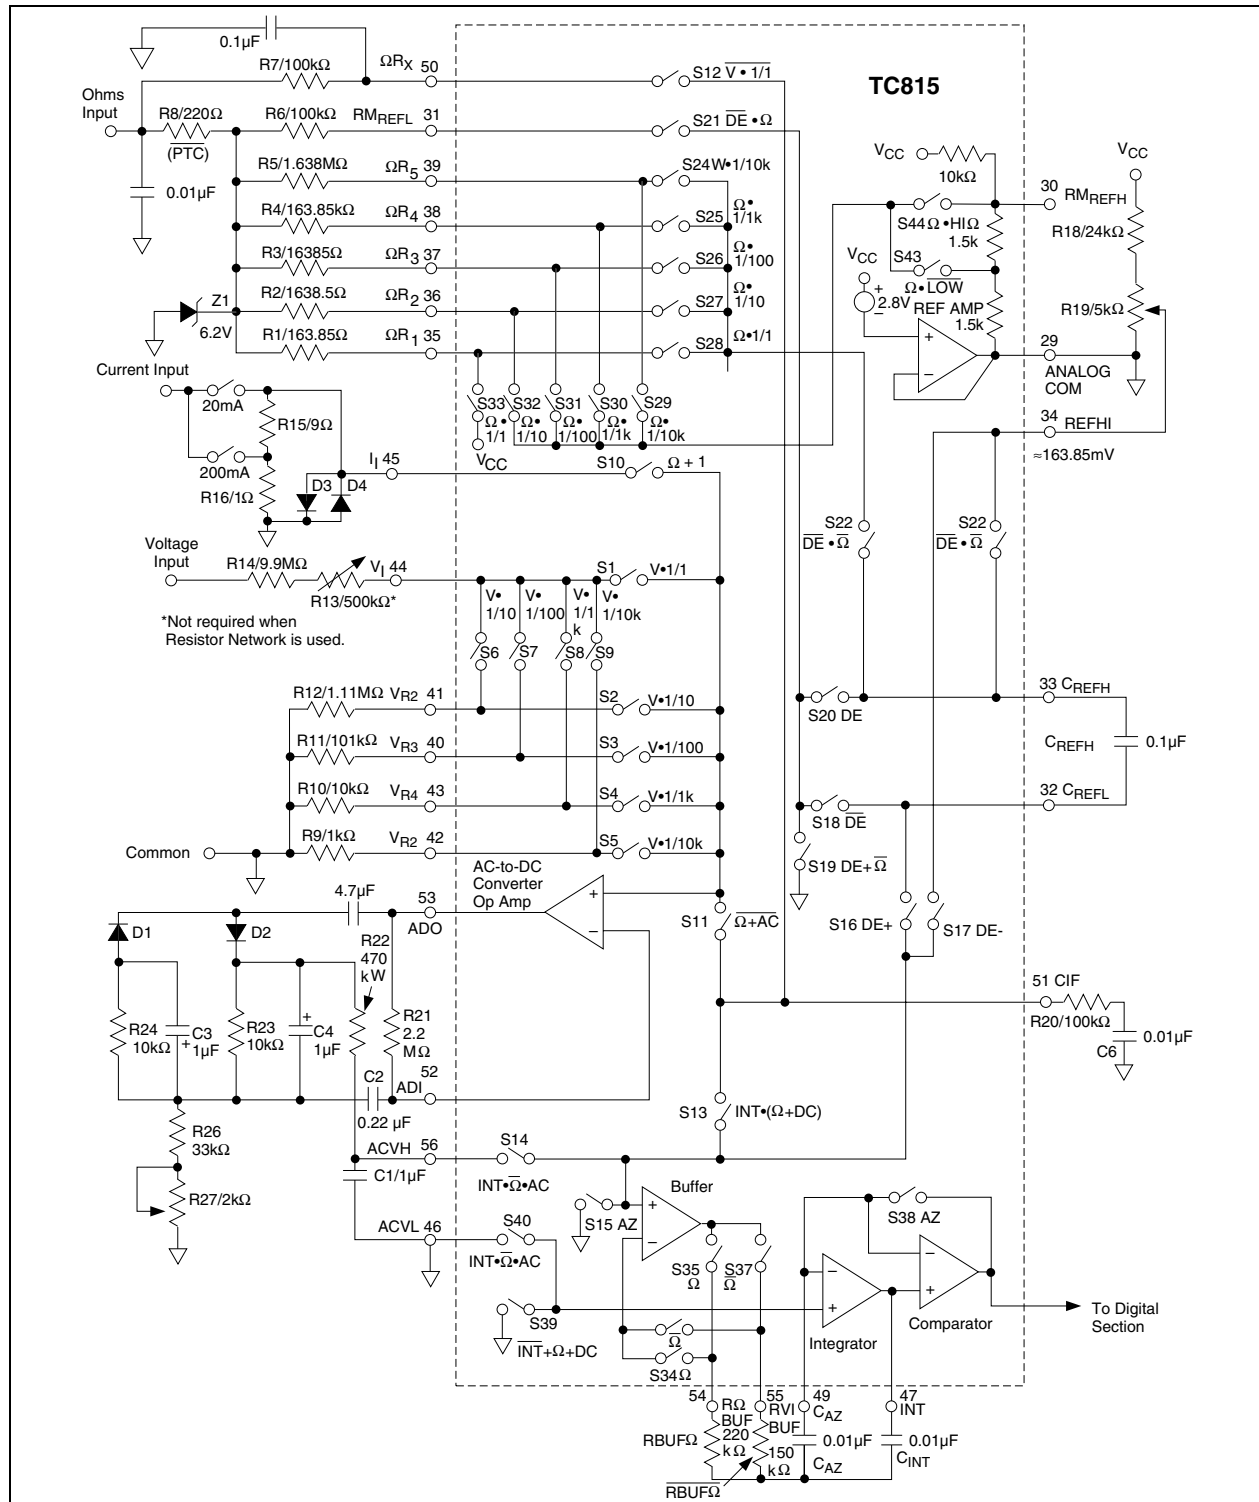 0.1µF
R7/100kΩ
ΩRX 50
S12 V • 1/1
TC815
Ohms
Input
R8/220Ω
(PTC)
R6/100kΩ
RMREFL 31
S21 DE • Ω
VCC
10kΩ
VCC
0.01µF
R5/1.638MΩ
ΩR5 39
S24W•1/10k
30
RMREFH
R4/163.85kΩ
ΩR4 38
S25
Ω•
1/1k
S44Ω •HIΩ
1.5k
R18/24kΩ
R3/16385Ω
ΩR3 37
S26
Ω•
1/100
S43
Ω•LOW
VCC
+
2.8V
–
REF AMP
1.5k
Z1
6.2V
R2/1638.5Ω
ΩR2 36
S27
Ω•
1/10
R19/5kΩ
R1/163.85Ω
ΩR1 35
S28
Ω•1/1
+
–
29
ANALOG
COM
Current Input
20mA
R15/9Ω
200mA
R16/1Ω
D3 D4
II 45
S33
Ω•
1/1
S32
Ω•
1/10
S31
Ω•
1/100
S30
Ω•
1/1k
S29
Ω•
1/10k
VCC
34 REFHI
≈163.85mV
S10
Ω + 1
S22
DE•Ω
S22
DE•Ω
Voltage
Input
R14/9.9MΩ
R13/500kΩ*
VI 44
S1
V•1/1
*Not required when
Resistor Network is used.
V•
1/10
V•
1/100
V•
1/1
k
V•
1/10k
S6 S7 S8 S9
R12/1.11MΩ
VR2 41
S2
V•1/10
S20 DE
33 CREFH
R11/101kΩ
VR3 40
S3
V•1/100
CREFH
0.1µF
R10/10kΩ
VR4 43
S4
V•1/1k
S18 DE
32 CREFL
Common
R9/1kΩ
VR2 42
S5
V•1/10k
S19 DE+Ω
AC-to-DC
Converter
Op Amp
+
–
4.7µF
53
ADO
S11
Ω+AC
S16 DE+
S17 DE-
D1
D2
R22
470
kW
51 CIF
R20/100kΩ
0.01µF
C6
R24
10kΩ
C3
+
1µF
R23
10kΩ
+
C4
1µF
R21
2.2
MΩ
C2
0.22 µF
52
ADI
S13
INT•(Ω+DC)
R26
33kΩ
ACVH 56
S14
INT•Ω•AC
R27/2kΩ
C1/1µF
S15 AZ
Buffer
+
–
S38 AZ
ACVL 46
S40
INT•Ω•AC
S35
Ω
S37
Ω
–
+
Integrator
–
+
Comparator
To Digital
Section
S39
INT+Ω+DC
Ω
S34Ω
54
RΩ
BUF
220
kΩ
RBUFΩ
55
RVI
BUF
150
kΩ
RBUFΩ
49
CAZ
0.01µF
CAZ
47
INT
0.01µF
CINT